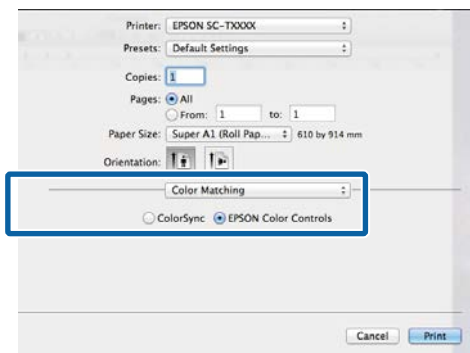 Printer: EPSON SC-TXXXX
Presets: Default Settings
Copies: 1
Pages: All
From: 1 to: 1
Paper Size: Super A1 (Roll Pap... 610 by 914 mm
Orientation:
Color Matching
ColorSync EPSON Color Controls
Cancel Print